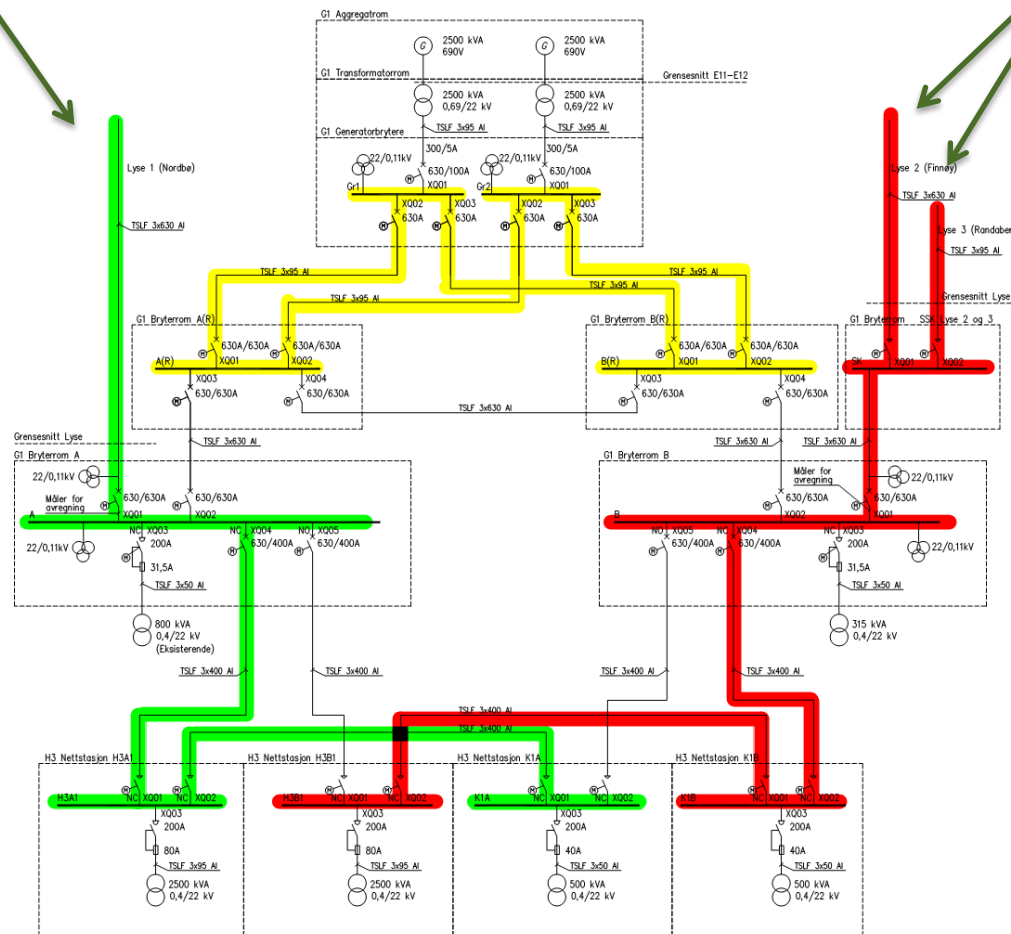 G1 Aggregatrom
G
2500 kVA
690V
G
2500 kVA
690V
G1 Transformatorrom
Grensesnitt E11-E12
2500 kVA
0,69/22 kV
2500 kVA
0,69/22 kV
TSLF 3x95 Al
TSLF 3x95 Al
G1 Generatorbrytere
300/5A
300/5A
22/0,11kV
630/100A
22/0,11kV
630/100A
M
M
Gr1
XQ01
Gr2
XQ01
XQ02
XQ03
XQ02
XQ03
M
630A
M
630A
M
630A
M
630A
Lyse 1 (Nordbø)
TSLF 3x630 Al
Lyse 2 (Finnøy)
TSLF 3x630 Al
Lyse 3 (Randaber
TSLF 3x95 Al
TSLF 3x95 Al
TSLF 3x95 Al
TSLF 3x95 Al
TSLF 3x95 Al
Grensesnitt Lyse
G1 Bryterrom A(R)
G1 Bryterrom B(R)
G1 Bryterrom
SSK Lyse 2 og 3
630A/630A
630A/630A
630A/630A
630A/630A
M
M
M
M
M
M
A(R)
XQ01
XQ02
B(R)
XQ01
XQ02
SK
XQ01
XQ02
XQ03
XQ04
XQ03
XQ04
M
630/630A
M
630/630A
M
630/630A
M
630/630A
TSLF 3x630 Al
Grensesnitt Lyse
TSLF 3x630 Al
TSLF 3x630 Al
TSLF 3x630 Al
G1 Bryterrom A
G1 Bryterrom B
22/0,11kV
Måler for
avregning
630/630A
630/630A
M
M
Måler for
avregning
22/0,11kV
630/630A
630/630A
M
M
A
XQ01
XQ02
B
XQ02
XQ01
NC
XQ03
XQ04
NC
NO
XQ05
NO
XQ05
NC
XQ04
NC
XQ03
22/0,11kV
200A
M
630/400A
630/400A
630/400A
630/400A
200A
M
22/0,11kV
31,5A
31,5A
TSLF 3x50 Al
TSLF 3x50 Al
800 kVA
0,4/22 kV
(Eksisterende)
315 kVA
0,4/22 kV
TSLF 3x400 Al
TSLF 3x400 Al
TSLF 3x400 Al
TSLF 3x400 Al
TSLF 3x400 Al
TSLF 3x400 Al
H3 Nettstasjon H3A1
H3 Nettstasjon H3B1
H3 Nettstasjon K1A
H3 Nettstasjon K1B
M
M
M
M
M
M
M
M
H3A1
NC
XQ01
NC
XQ02
H3B1
NC
XQ01
NC
XQ02
K1A
NC
XQ01
NC
XQ02
K1B
NC
XQ01
NC
XQ02
XQ03
XQ03
XQ03
XQ03
200A
200A
200A
200A
80A
80A
40A
40A
TSLF 3x95 Al
TSLF 3x95 Al
TSLF 3x50 Al
TSLF 3x50 Al
2500 kVA
0,4/22 kV
2500 kVA
0,4/22 kV
500 kVA
0,4/22 kV
500 kVA
0,4/22 kV